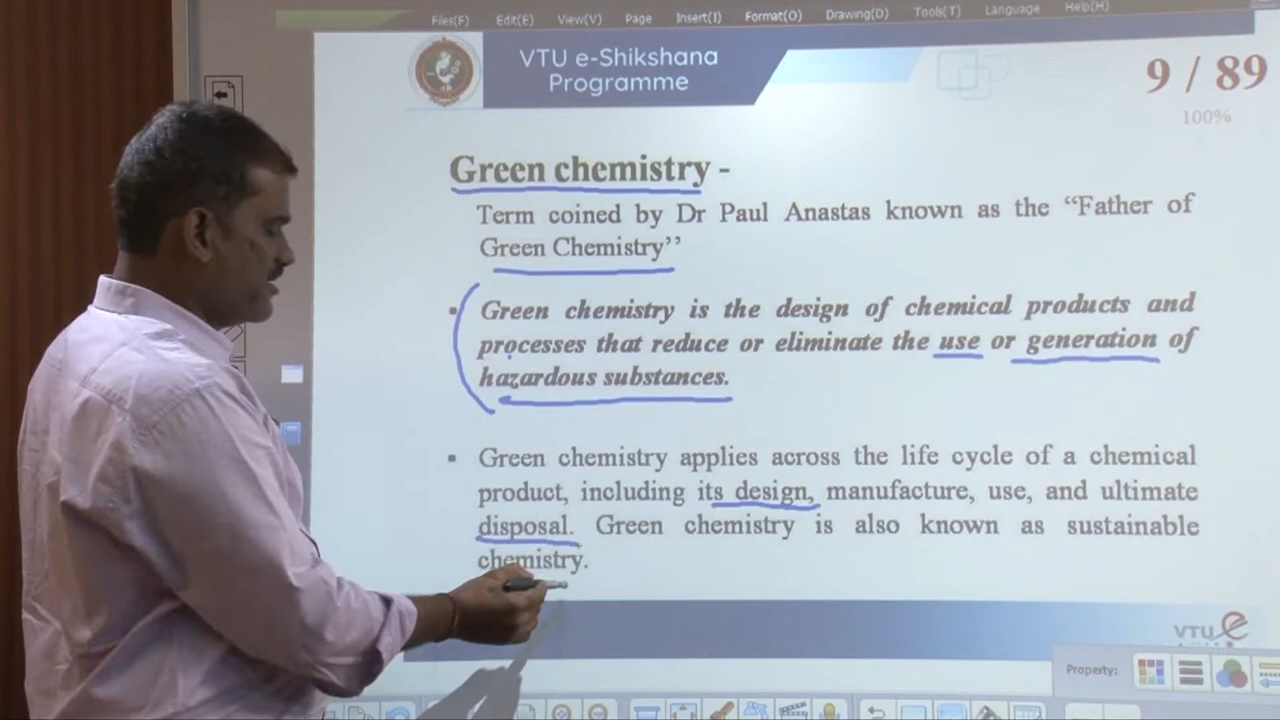 Files(F) Edit(E) View(V) Page Insert(I) Format(O) Drawing(D) Tools(T) Language Help(H)
VTU e-Shikshana
Programme
9 / 89
100%
Green chemistry -
Term coined by Dr Paul Anastas known as the “Father of
Green Chemistry”
▪ Green chemistry is the design of chemical products and
processes that reduce or eliminate the use or generation of
hazardous substances.
▪ Green chemistry applies across the life cycle of a chemical
product, including its design, manufacture, use, and ultimate
disposal. Green chemistry is also known as sustainable
chemistry.
VTU e
Property: